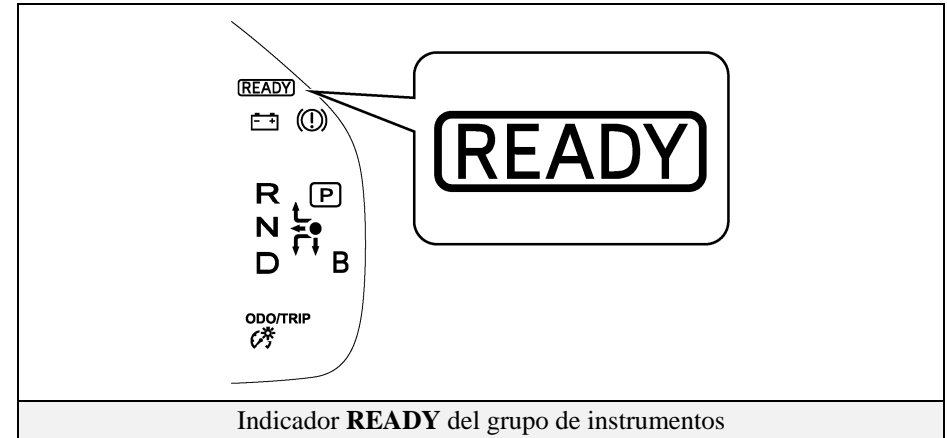 READY
READY
R P
N
D B
ODO/TRIP
Indicador READY del grupo de instrumentos